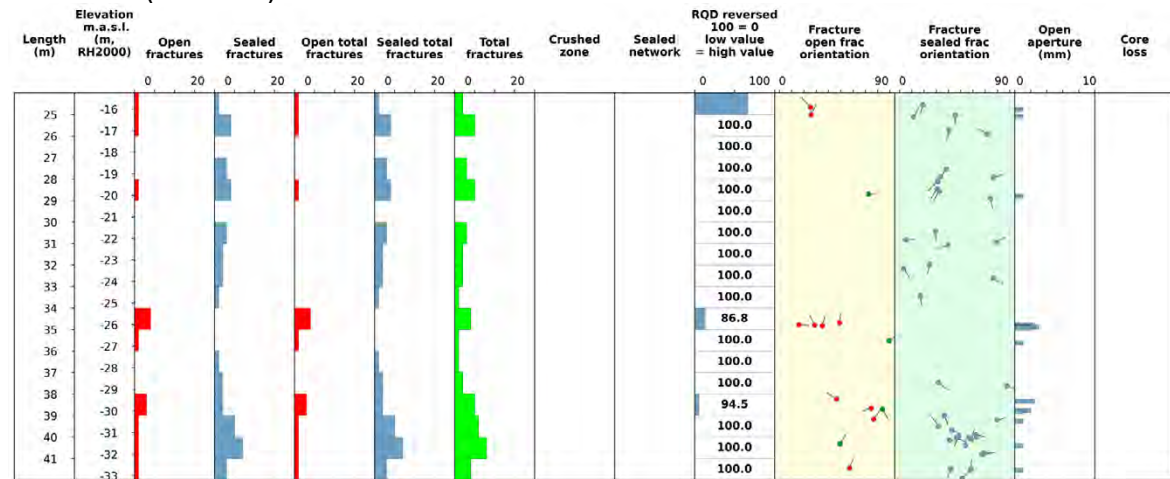 Length (m)
Elevation m.a.s.l. (m, RH2000)
Open fractures
Sealed fractures
Open total fractures
Sealed total fractures
Total fractures
Crushed zone
Sealed network
RQD reversed
100 = 0
low value
= high value
Fracture open frac orientation
Fracture sealed frac orientation
Open aperture (mm)
Core loss
0 20 0 20 0 20 0 20 0 20 0 100 0 90 0 90 0 10
-16
25 -17 100.0
26 -18 100.0
27 -19 100.0
28 -20 100.0
29 -21 100.0
30 -22 100.0
31 -23 100.0
32 -24 100.0
33 -25 100.0
34 -26 86.8
35 -27 100.0
36 -28 100.0
37 -29 100.0
38 -30 94.5
39 -31 100.0
40 -32 100.0
41 -33 100.0